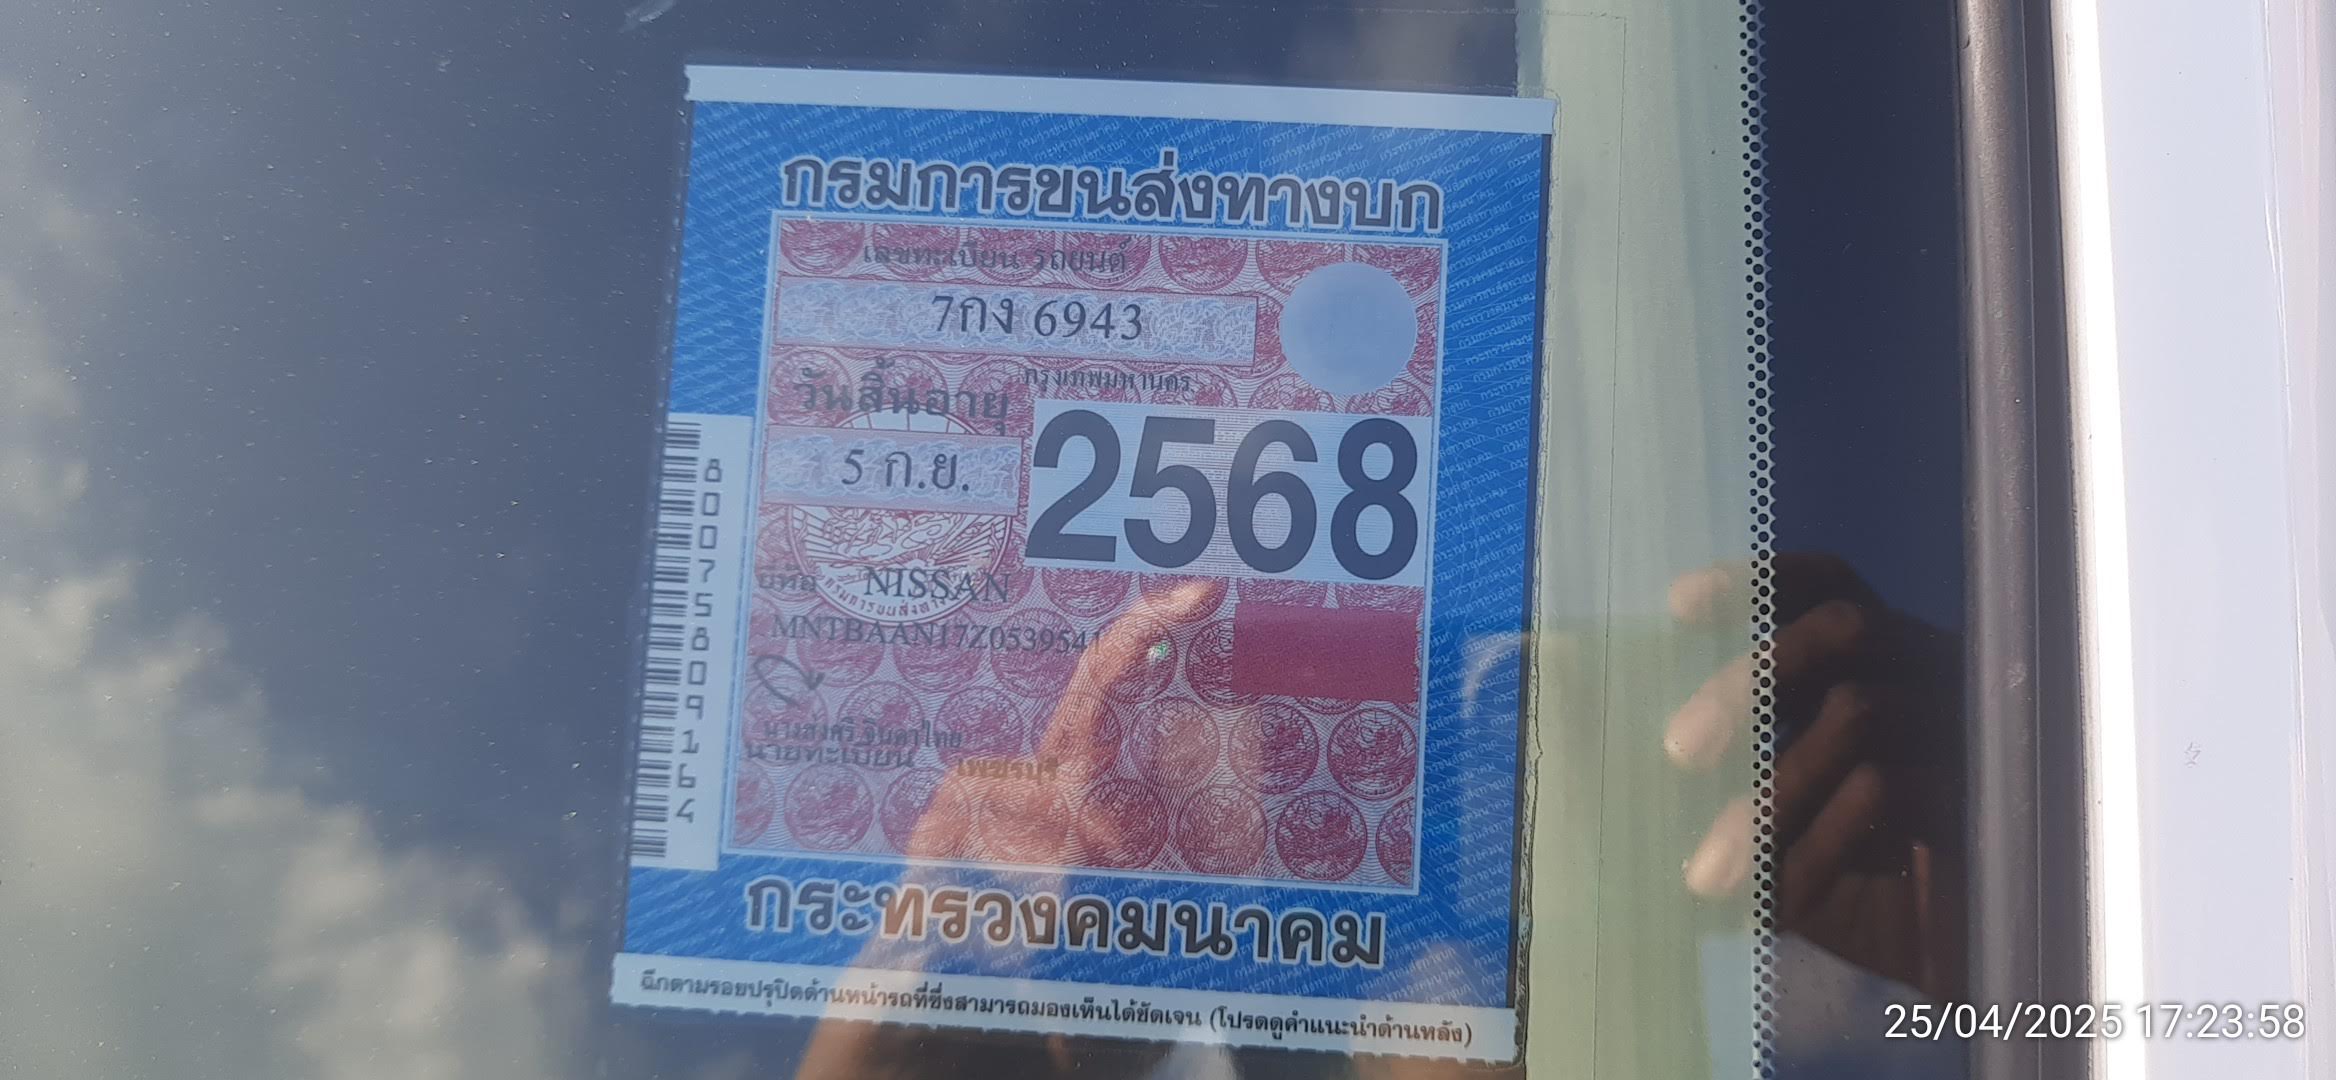 กรมการขนส่งทางบก
เลขทะเบียน รถยนต์
7กง 6943
กรุงเทพมหานคร
วันสิ้นอายุ
5 ก.ย.
2568
ยี่ห้อ NISSAN
MNTBAAN17Z0539541
นายทะเบียน เพชรบุรี
80075809164
กระทรวงคมนาคม
ฉีกตามรอยปรุปิดด้านหน้ารถที่ซึ่งสามารถมองเห็นได้ชัดเจน (โปรดดูคำแนะนำด้านหลัง)
25/04/2025 17:23:58